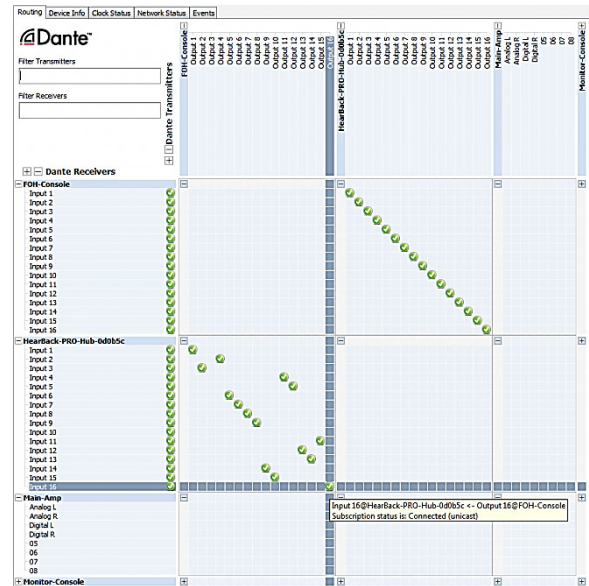 Routing Device Info Clock Status Network Status Events
Dante™
Filter Transmitters
Filter Receivers
Dante Transmitters
FOH-Console
Output 1
Output 2
Output 3
Output 4
Output 5
Output 6
Output 7
Output 8
Output 9
Output 10
Output 11
Output 12
Output 13
Output 14
Output 15
Output 16
HearBack-PRO-Hub-0d0b5c
Output 1
Output 2
Output 3
Output 4
Output 5
Output 6
Output 7
Output 8
Output 9
Output 10
Output 11
Output 12
Output 13
Output 14
Output 15
Output 16
Main-Amp
Analog L
Analog R
Digital L
Digital R
05
06
07
08
Monitor-Console
Dante Receivers
FOH-Console
Input 1
Input 2
Input 3
Input 4
Input 5
Input 6
Input 7
Input 8
Input 9
Input 10
Input 11
Input 12
Input 13
Input 14
Input 15
Input 16
HearBack-PRO-Hub-0d0b5c
Input 1
Input 2
Input 3
Input 4
Input 5
Input 6
Input 7
Input 8
Input 9
Input 10
Input 11
Input 12
Input 13
Input 14
Input 15
Input 16
Input 16@HearBack-PRO-Hub-0d0b5c <- Output 16@FOH-Console
Subscription status is: Connected (unicast)
Main-Amp
Analog L
Analog R
Digital L
Digital R
05
06
07
08
Monitor-Console